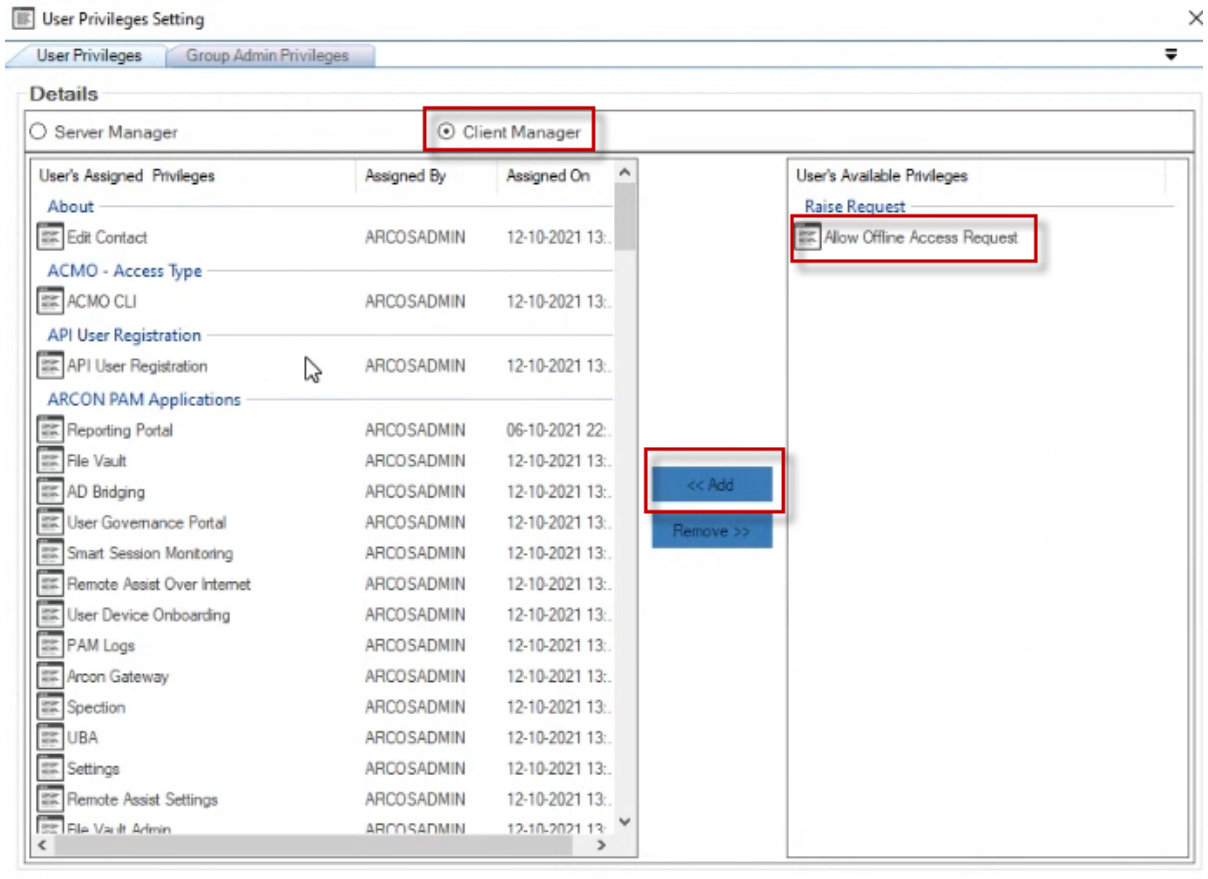 User Privileges Setting
User Privileges Group Admin Privileges
Details
Server Manager Client Manager
User's Assigned Privileges Assigned By Assigned On User's Available Privileges
About Raise Request
Edit Contact ARCOSADMIN 12-10-2021 13:. Allow Offline Access Request
ACMO - Access Type
ACMO CLI ARCOSADMIN 12-10-2021 13:.
API User Registration
API User Registration ARCOSADMIN 12-10-2021 13:.
ARCON PAM Applications
Reporting Portal ARCOSADMIN 06-10-2021 22:.
File Vault ARCOSADMIN 12-10-2021 13:.
<< Add
AD Bridging ARCOSADMIN 12-10-2021 13:.
User Governance Portal ARCOSADMIN 12-10-2021 13:.
Remove >>
Smart Session Monitoring ARCOSADMIN 12-10-2021 13:.
Remote Assist Over Internet ARCOSADMIN 12-10-2021 13:.
User Device Onboarding ARCOSADMIN 12-10-2021 13:.
PAM Logs ARCOSADMIN 12-10-2021 13:.
Arcon Gateway ARCOSADMIN 12-10-2021 13:.
Spection ARCOSADMIN 12-10-2021 13:.
UBA ARCOSADMIN 12-10-2021 13:.
Settings ARCOSADMIN 12-10-2021 13:.
Remote Assist Settings ARCOSADMIN 12-10-2021 13:.
File Vault Admin ARCOSADMIN 12-10-2021 13: